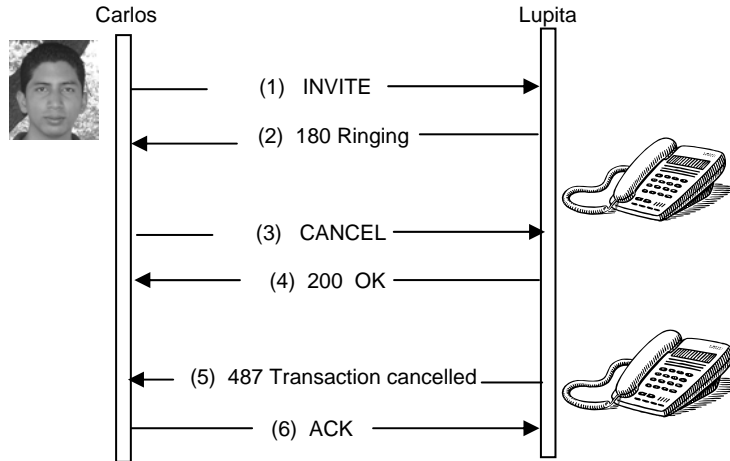 Carlos
Lupita
(1) INVITE
(2) 180 Ringing
(3) CANCEL
(4) 200 OK
(5) 487 Transaction cancelled
(6) ACK